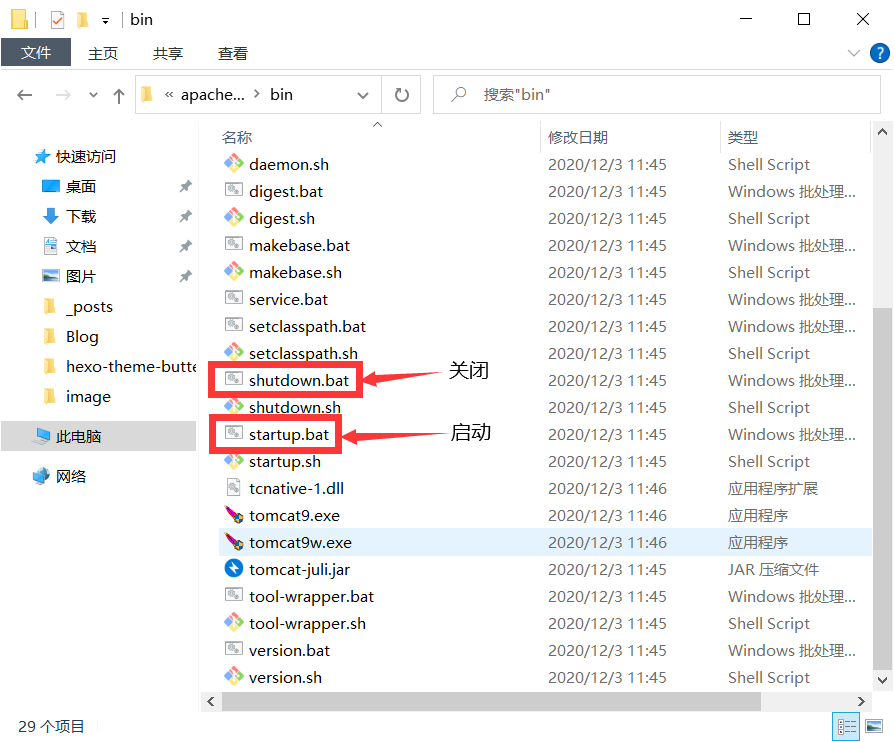 bin
文件 主页 共享 查看
« apache... > bin 搜索"bin"
名称 修改日期 类型
快速访问
桌面
下载
文档
图片
_posts
Blog
hexo-theme-butte
image
此电脑
网络
daemon.sh 2020/12/3 11:45 Shell Script
digest.bat 2020/12/3 11:45 Windows 批处理...
digest.sh 2020/12/3 11:45 Shell Script
makebase.bat 2020/12/3 11:45 Windows 批处理...
makebase.sh 2020/12/3 11:45 Shell Script
service.bat 2020/12/3 11:45 Windows 批处理...
setclasspath.bat 2020/12/3 11:45 Windows 批处理...
setclasspath.sh 2020/12/3 11:45 Shell Script
shutdown.bat 关闭 2020/12/3 11:45 Windows 批处理...
shutdown.sh 2020/12/3 11:45 Shell Script
startup.bat 启动 2020/12/3 11:45 Windows 批处理...
startup.sh 2020/12/3 11:45 Shell Script
tcnative-1.dll 2020/12/3 11:46 应用程序扩展
tomcat9.exe 2020/12/3 11:46 应用程序
tomcat9w.exe 2020/12/3 11:46 应用程序
tomcat-juli.jar 2020/12/3 11:45 JAR 压缩文件
tool-wrapper.bat 2020/12/3 11:45 Windows 批处理...
tool-wrapper.sh 2020/12/3 11:45 Shell Script
version.bat 2020/12/3 11:45 Windows 批处理...
version.sh 2020/12/3 11:45 Shell Script
29 个项目